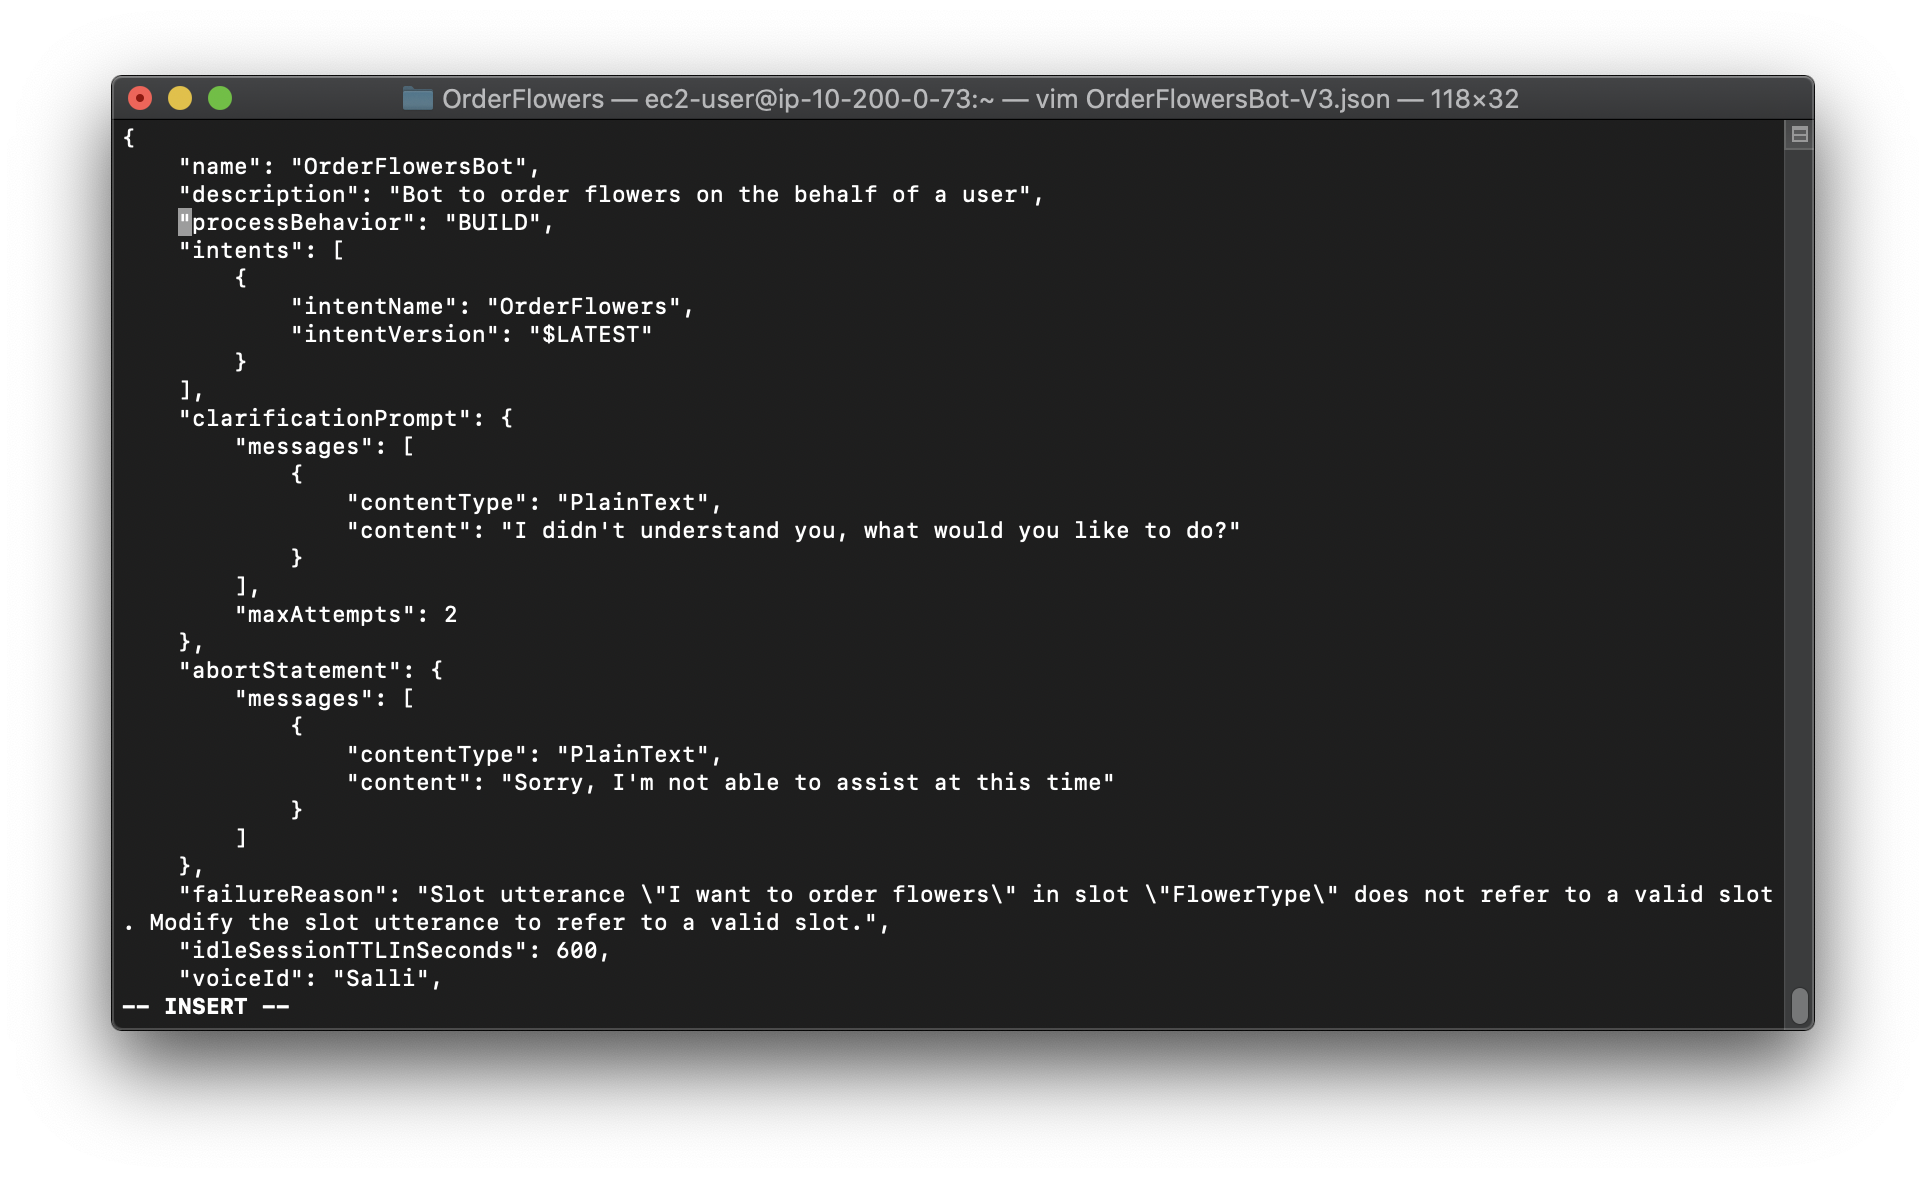 OrderFlowers — ec2-user@ip-10-200-0-73:~ — vim OrderFlowersBot-V3.json — 118×32
{
    "name": "OrderFlowersBot",
    "description": "Bot to order flowers on the behalf of a user",
    "processBehavior": "BUILD",
    "intents": [
        {
            "intentName": "OrderFlowers",
            "intentVersion": "$LATEST"
        }
    ],
    "clarificationPrompt": {
        "messages": [
            {
                "contentType": "PlainText",
                "content": "I didn't understand you, what would you like to do?"
            }
        ],
        "maxAttempts": 2
    },
    "abortStatement": {
        "messages": [
            {
                "contentType": "PlainText",
                "content": "Sorry, I'm not able to assist at this time"
            }
        ]
    },
    "failureReason": "Slot utterance \"I want to order flowers\" in slot \"FlowerType\" does not refer to a valid slot
. Modify the slot utterance to refer to a valid slot.",
    "idleSessionTTLInSeconds": 600,
    "voiceId": "Salli",
-- INSERT --